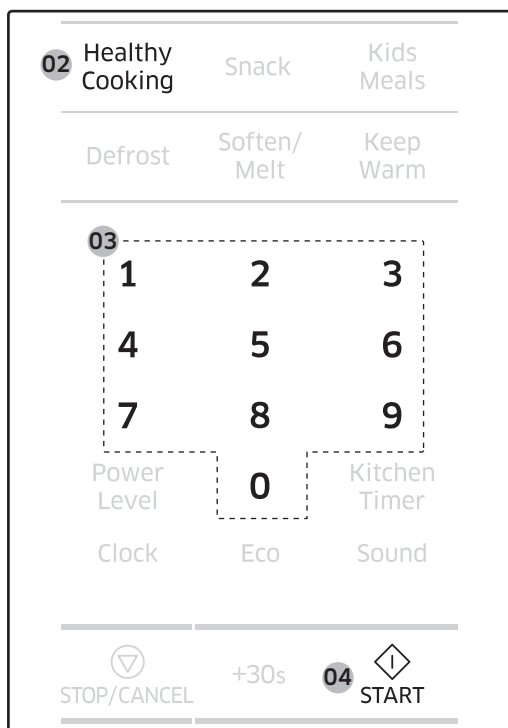 02 Healthy Cooking Snack Kids Meals
Defrost Soften/ Melt Keep Warm
03
1 2 3
4 5 6
7 8 9
Power Level 0 Kitchen Timer
Clock Eco Sound
STOP/CANCEL +30s 04 START